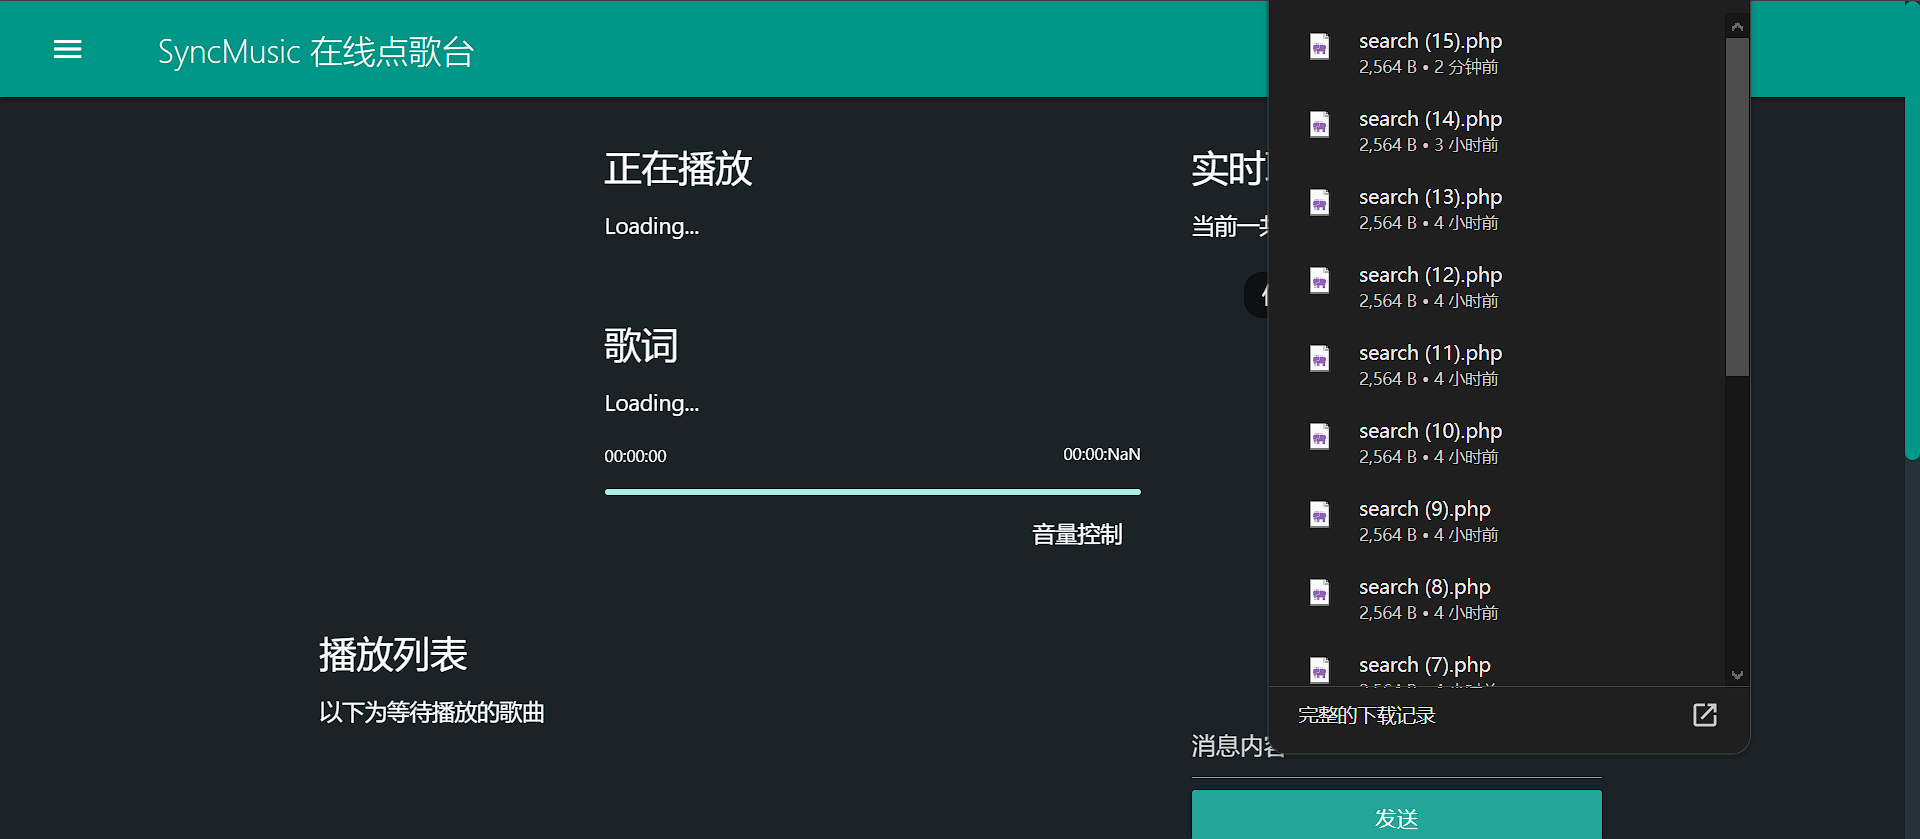 SyncMusic 在线点歌台
正在播放
Loading...
歌词
Loading...
00:00:00
00:00:NaN
音量控制
播放列表
以下为等待播放的歌曲
实时
当前一
消息内容
发送
search (15).php
2,564 B • 2 分钟前
search (14).php
2,564 B • 3 小时前
search (13).php
2,564 B • 4 小时前
search (12).php
2,564 B • 4 小时前
search (11).php
2,564 B • 4 小时前
search (10).php
2,564 B • 4 小时前
search (9).php
2,564 B • 4 小时前
search (8).php
2,564 B • 4 小时前
search (7).php
完整的下载记录